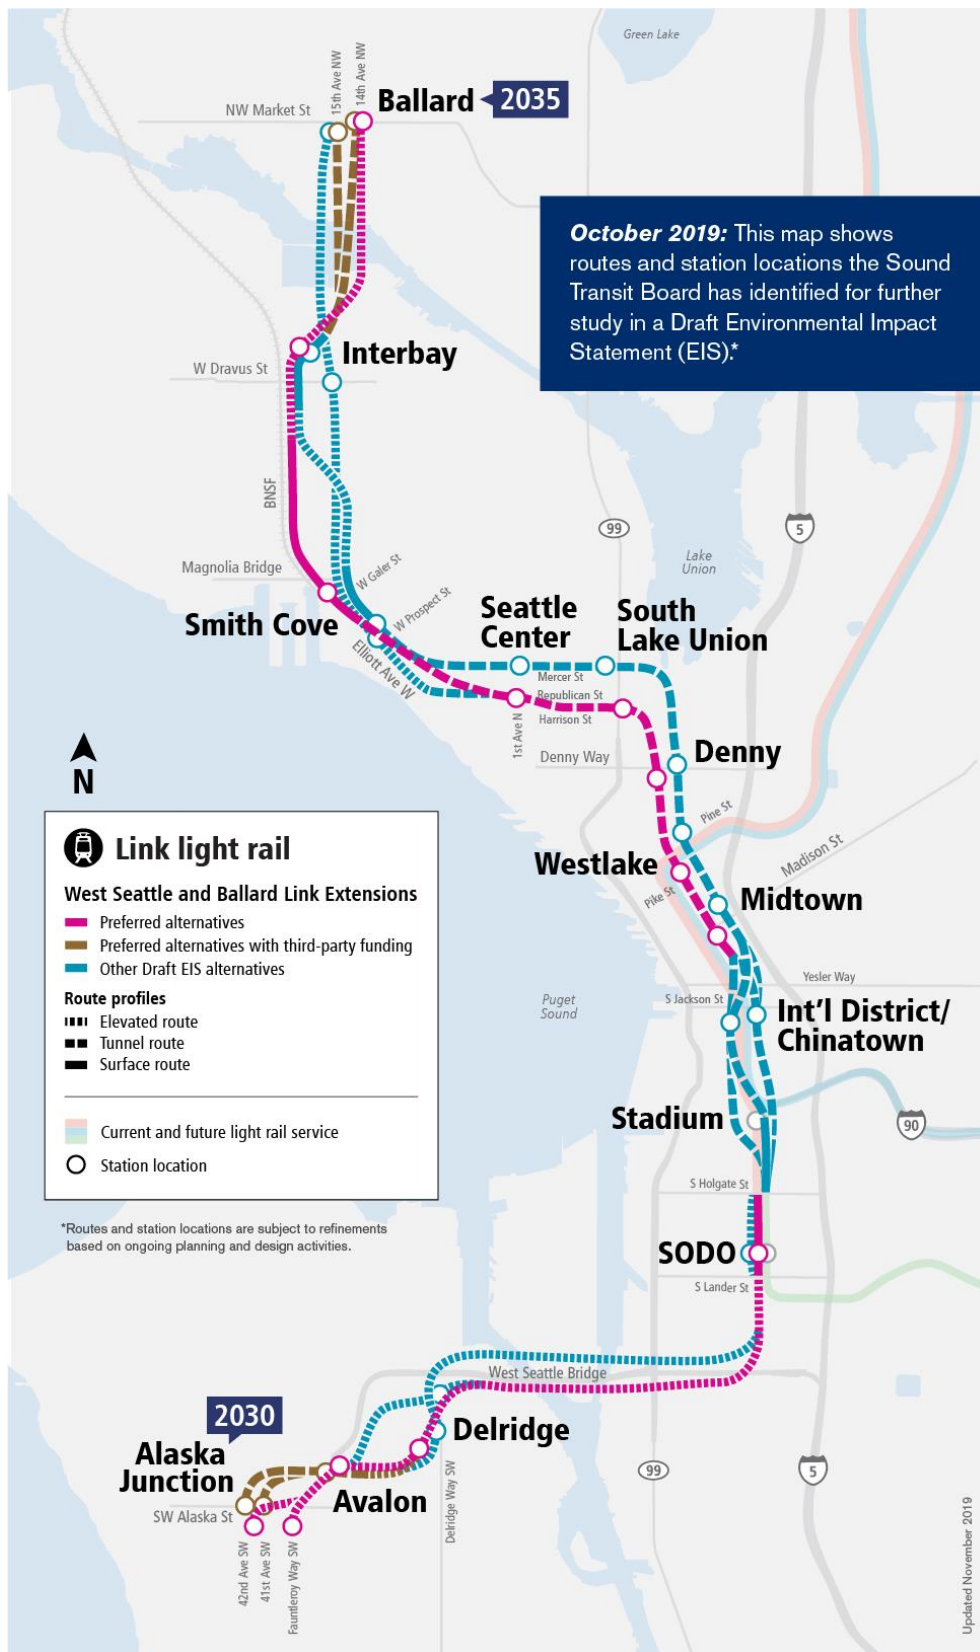 Green Lake
15th Ave NW
14th Ave NW
Ballard
2035
NW Market St
October 2019: This map shows
routes and station locations the Sound
Transit Board has identified for further
study in a Draft Environmental Impact
Statement (EIS).*
Interbay
W Dravus St
BNSF
99
5
Lake
Union
Magnolia Bridge
W Galer St
W Prospect St
Smith Cove
Elliott Ave W
Seattle
Center
South
Lake Union
Mercer St
Republican St
Harrison St
1st Ave N
Denny Way
Denny
N
Pine St
Madison St
Westlake
Pike St
Midtown
Link light rail
West Seattle and Ballard Link Extensions
Preferred alternatives
Preferred alternatives with third-party funding
Other Draft EIS alternatives
Route profiles
Elevated route
Tunnel route
Surface route
Current and future light rail service
Station location
*Routes and station locations are subject to refinements
based on ongoing planning and design activities.
Puget
Sound
Yesler Way
S Jackson St
Int'l District/
Chinatown
Stadium
90
S Holgate St
SODO
S Lander St
West Seattle Bridge
2030
Alaska
Junction
Delridge
Avalon
SW Alaska St
99
5
42nd Ave SW
41st Ave SW
Fauntleroy Way SW
Delridge Way SW
Updated November 2019